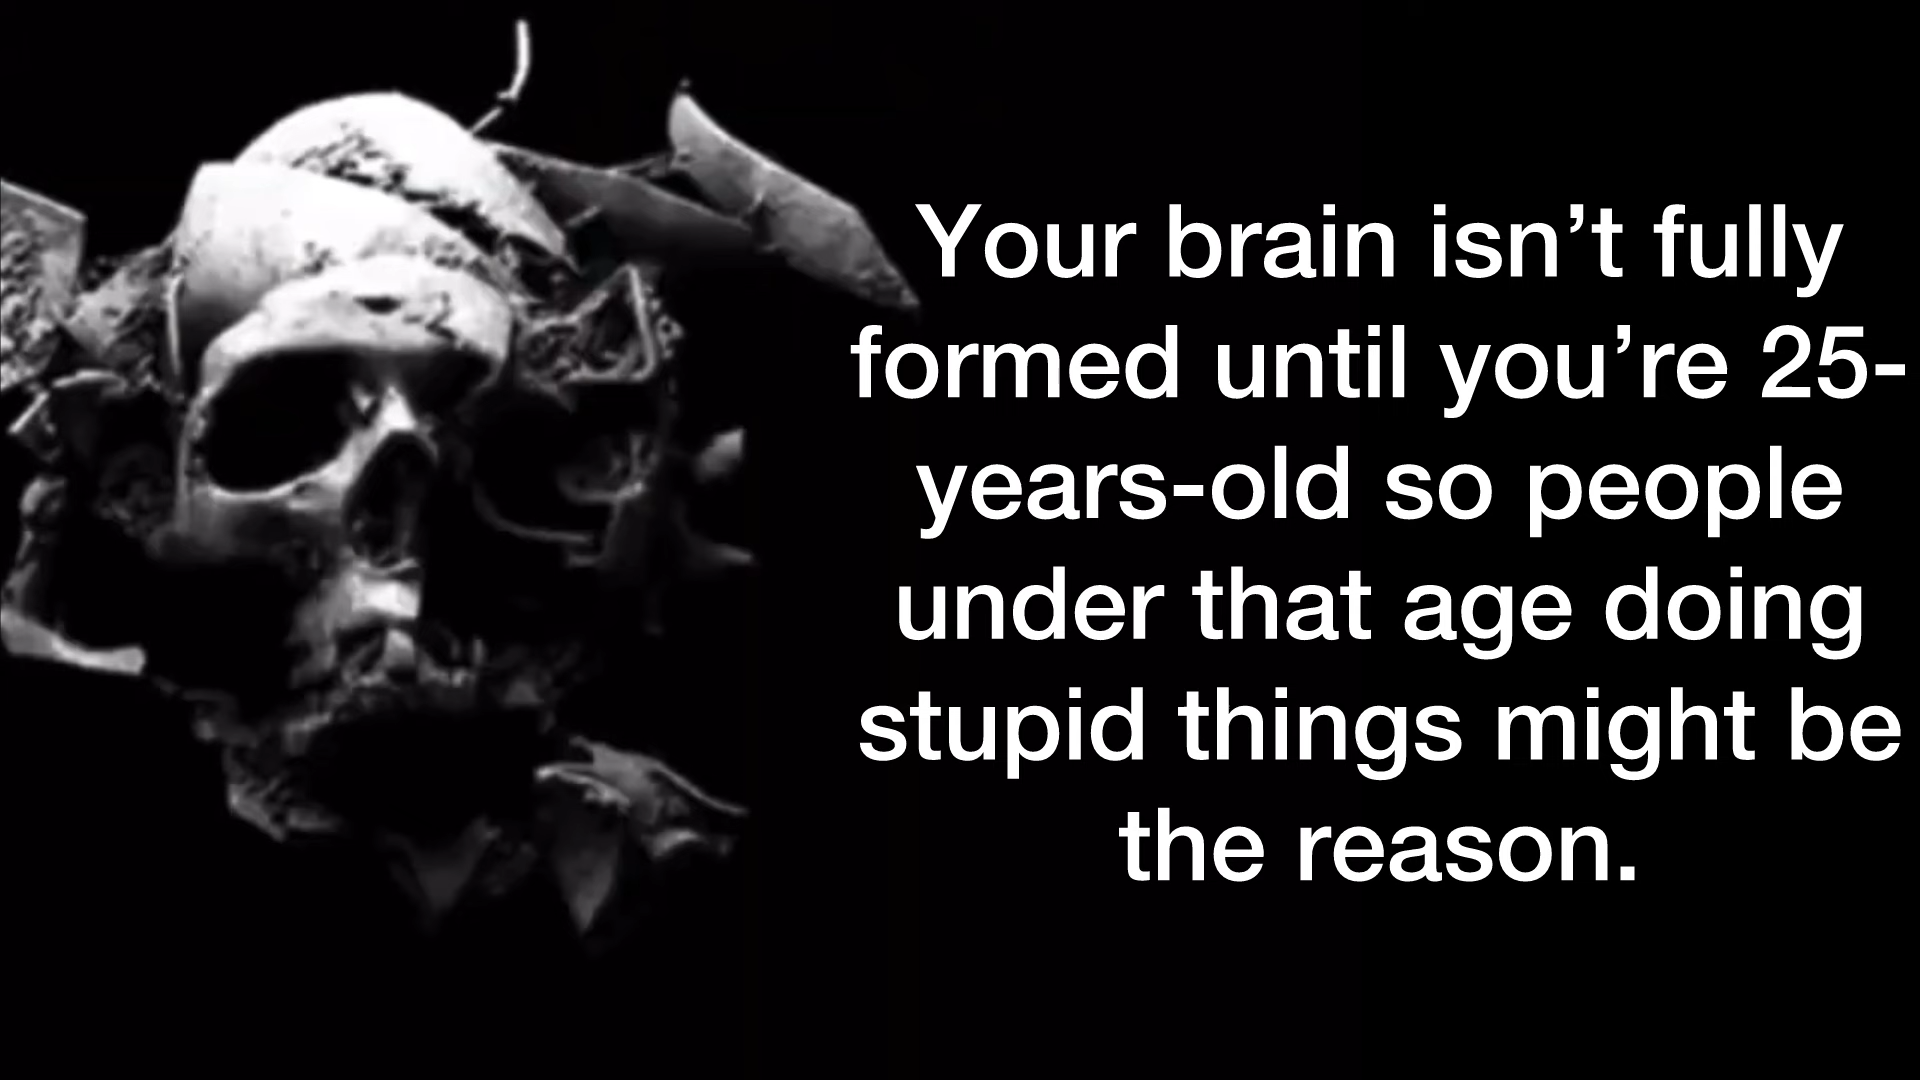 Your brain isn’t fully
formed until you’re 25-
years-old so people
under that age doing
stupid things might be
the reason.